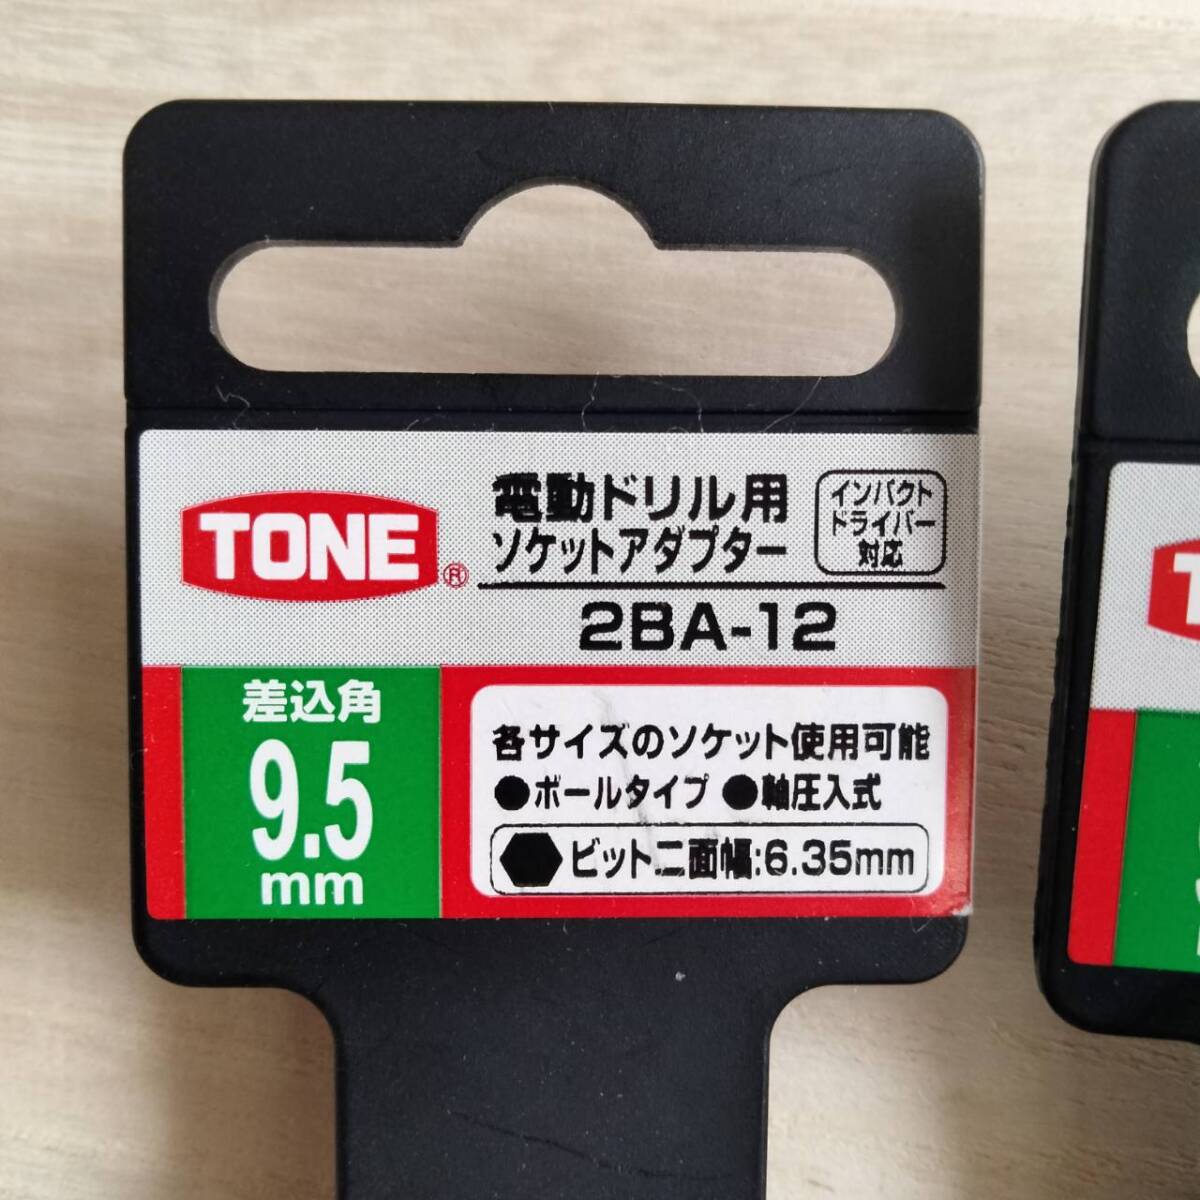 TONE®
電動ドリル用
ソケットアダプター
インパクト
ドライバー
対応
2BA-12
差込角
9.5
mm
各サイズのソケット使用可能
●ボールタイプ ●軸圧入式
ビット二面幅:6.35mm